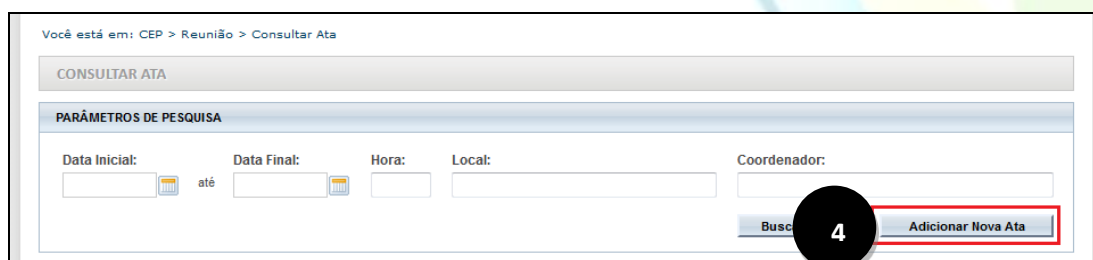 Você está em: CEP > Reunião > Consultar Ata
CONSULTAR ATA
PARÂMETROS DE PESQUISA
Data Inicial: Data Final: Hora: Local: Coordenador:
até
4 Adicionar Nova Ata